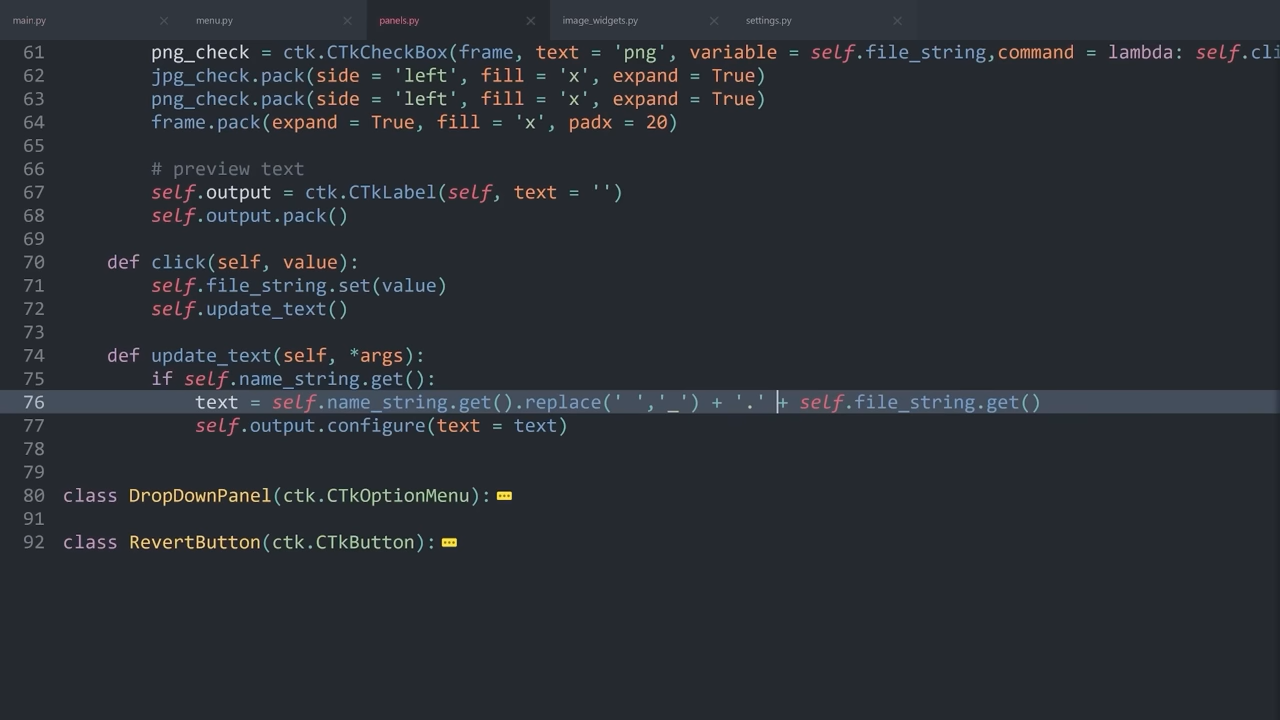 main.py menu.py panels.py image_widgets.py settings.py
61 png_check = ctk.CTkCheckBox(frame, text = 'png', variable = self.file_string,command = lambda: self.cli
62 jpg_check.pack(side = 'left', fill = 'x', expand = True)
63 png_check.pack(side = 'left', fill = 'x', expand = True)
64 frame.pack(expand = True, fill = 'x', padx = 20)
65
66 # preview text
67 self.output = ctk.CTkLabel(self, text = '')
68 self.output.pack()
69
70 def click(self, value):
71 self.file_string.set(value)
72 self.update_text()
73
74 def update_text(self, *args):
75 if self.name_string.get():
76 text = self.name_string.get().replace(' ','_') + '.' + self.file_string.get()
77 self.output.configure(text = text)
78
79
80 class DropDownPanel(ctk.CTkOptionMenu):
91
92 class RevertButton(ctk.CTkButton):